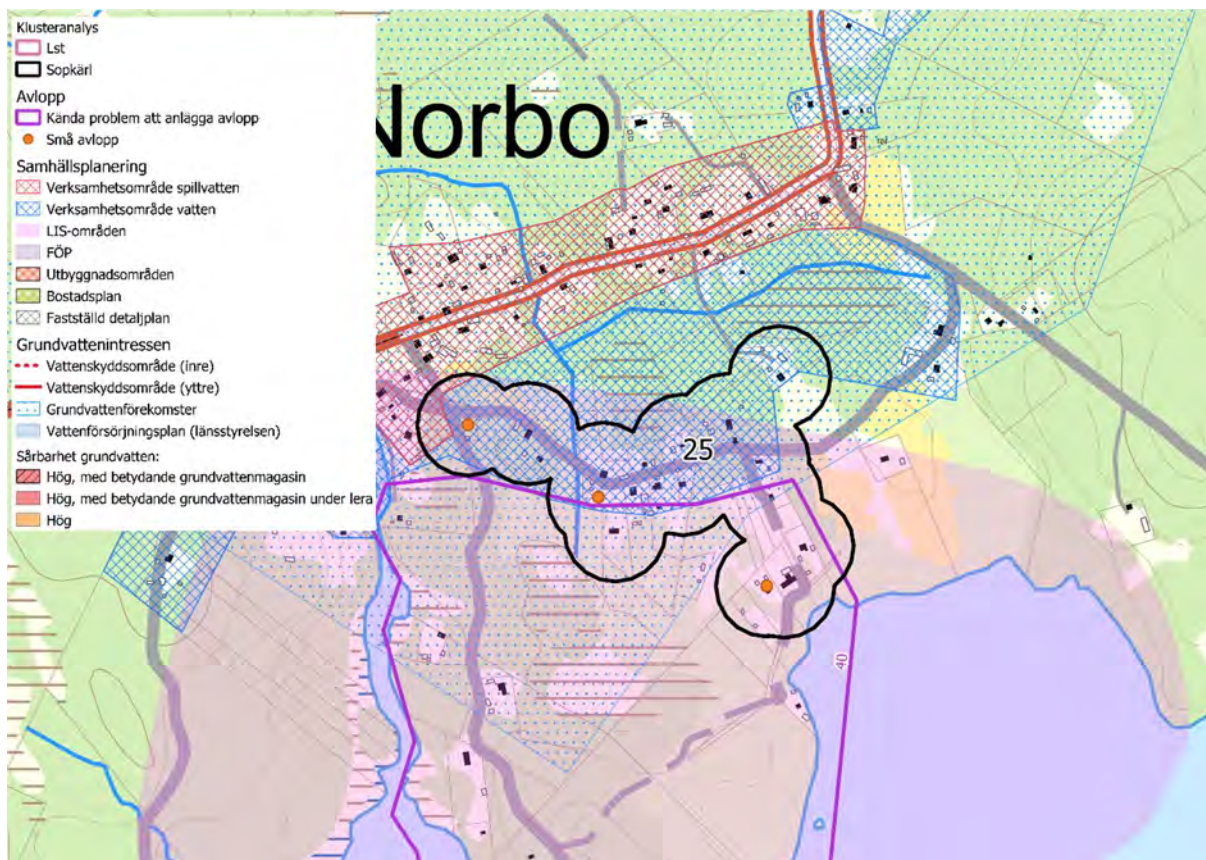 Klusteranalys
Lst
Sopkärl
Avlopp
Kända problem att anlägga avlopp
Små avlopp
Samhällsplanering
Verksamhetsområde spillvatten
Verksamhetsområde vatten
LIS-områden
FÖP
Utbyggnadsområden
Bostadsplan
Fastställd detaljplan
Grundvattenintressen
Vattenskyddsområde (inre)
Vattenskyddsområde (yttre)
Grundvattenförekomster
Vattenförsörjningsplan (länsstyrelsen)
Sårbarhet grundvatten:
Hög, med betydande grundvattenmagasin
Hög, med betydande grundvattenmagasin under lera
Hög
Norbo
25
40